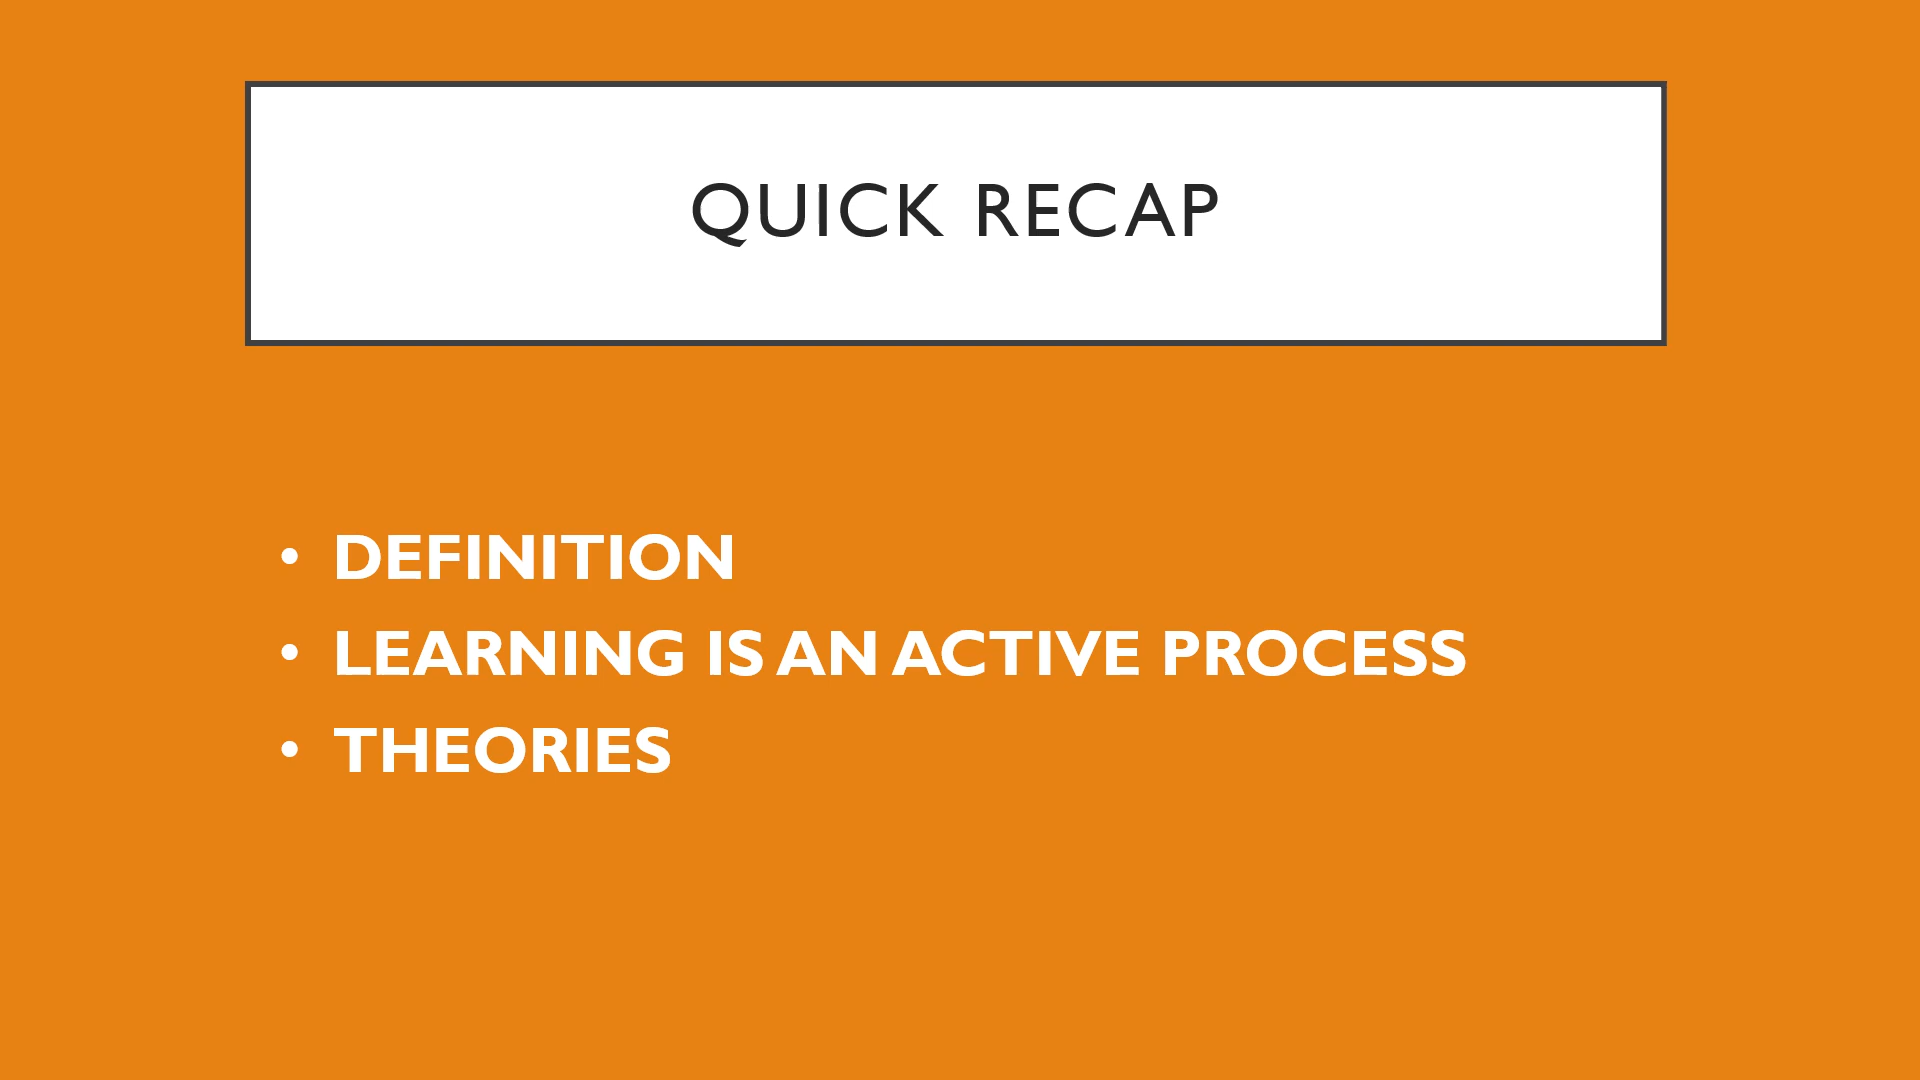 QUICK RECAP
• DEFINITION
• LEARNING IS AN ACTIVE PROCESS
• THEORIES